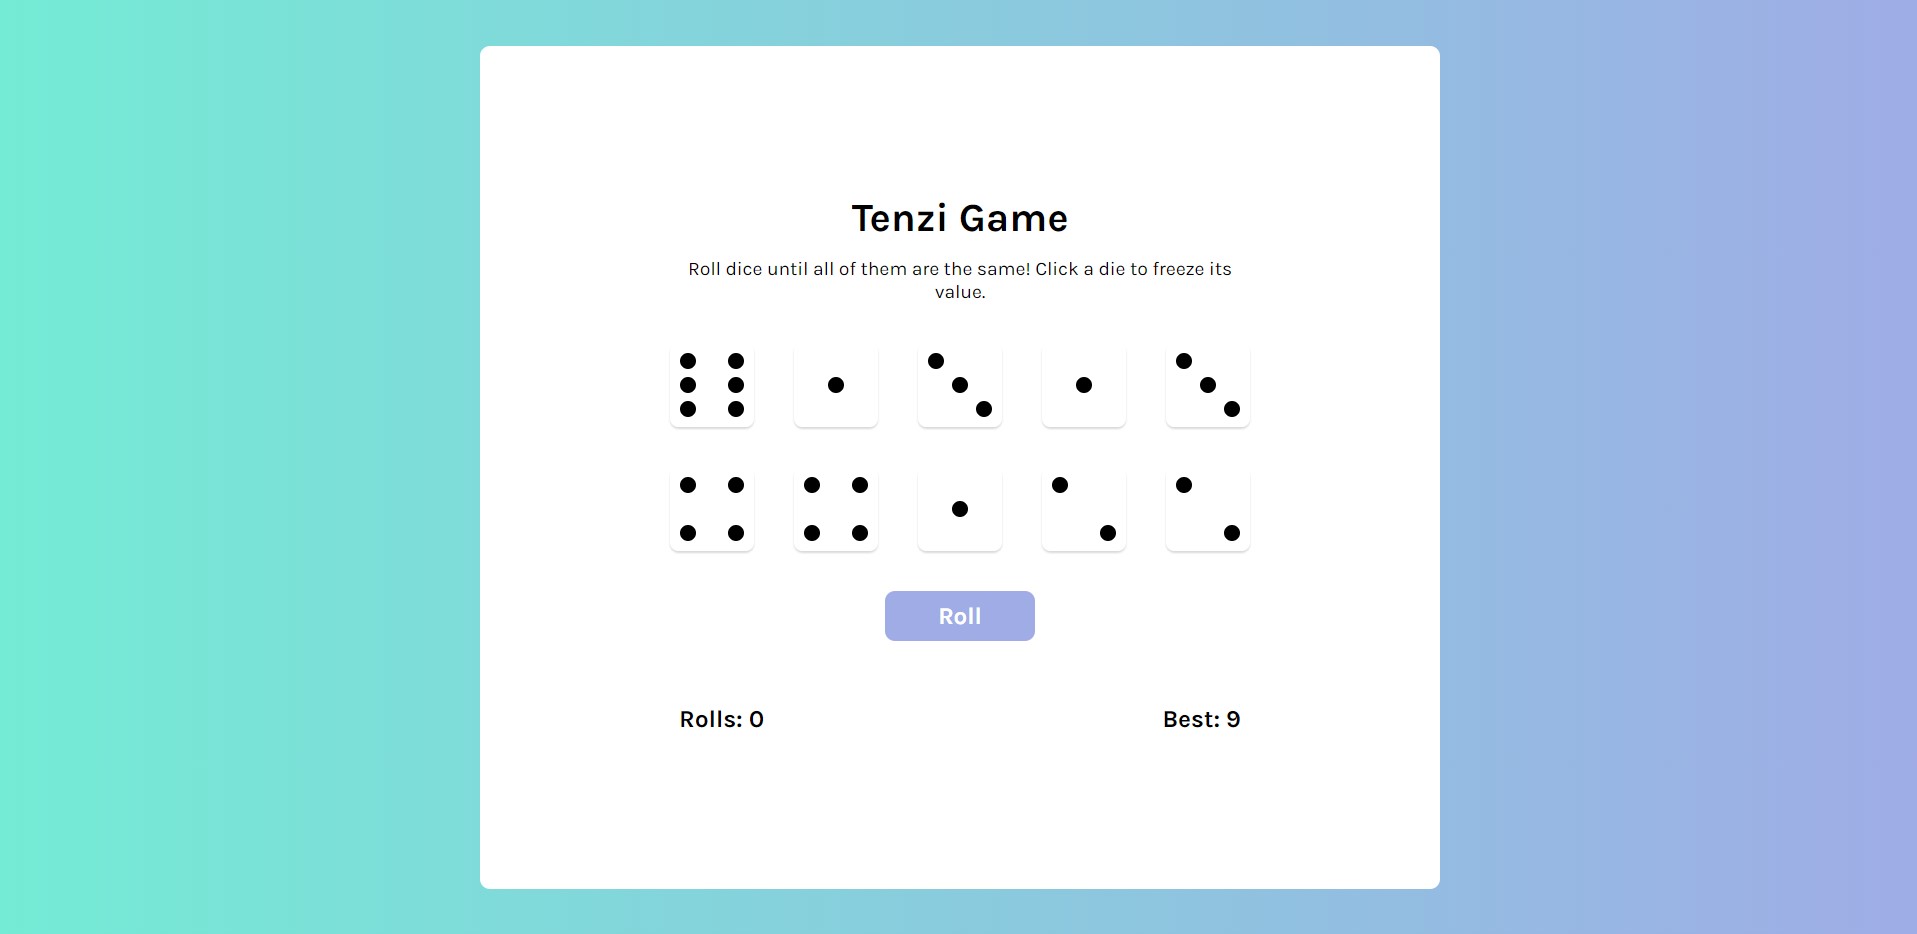 Tenzi Game
Roll dice until all of them are the same! Click a die to freeze its
value.
Roll
Rolls: 0
Best: 9